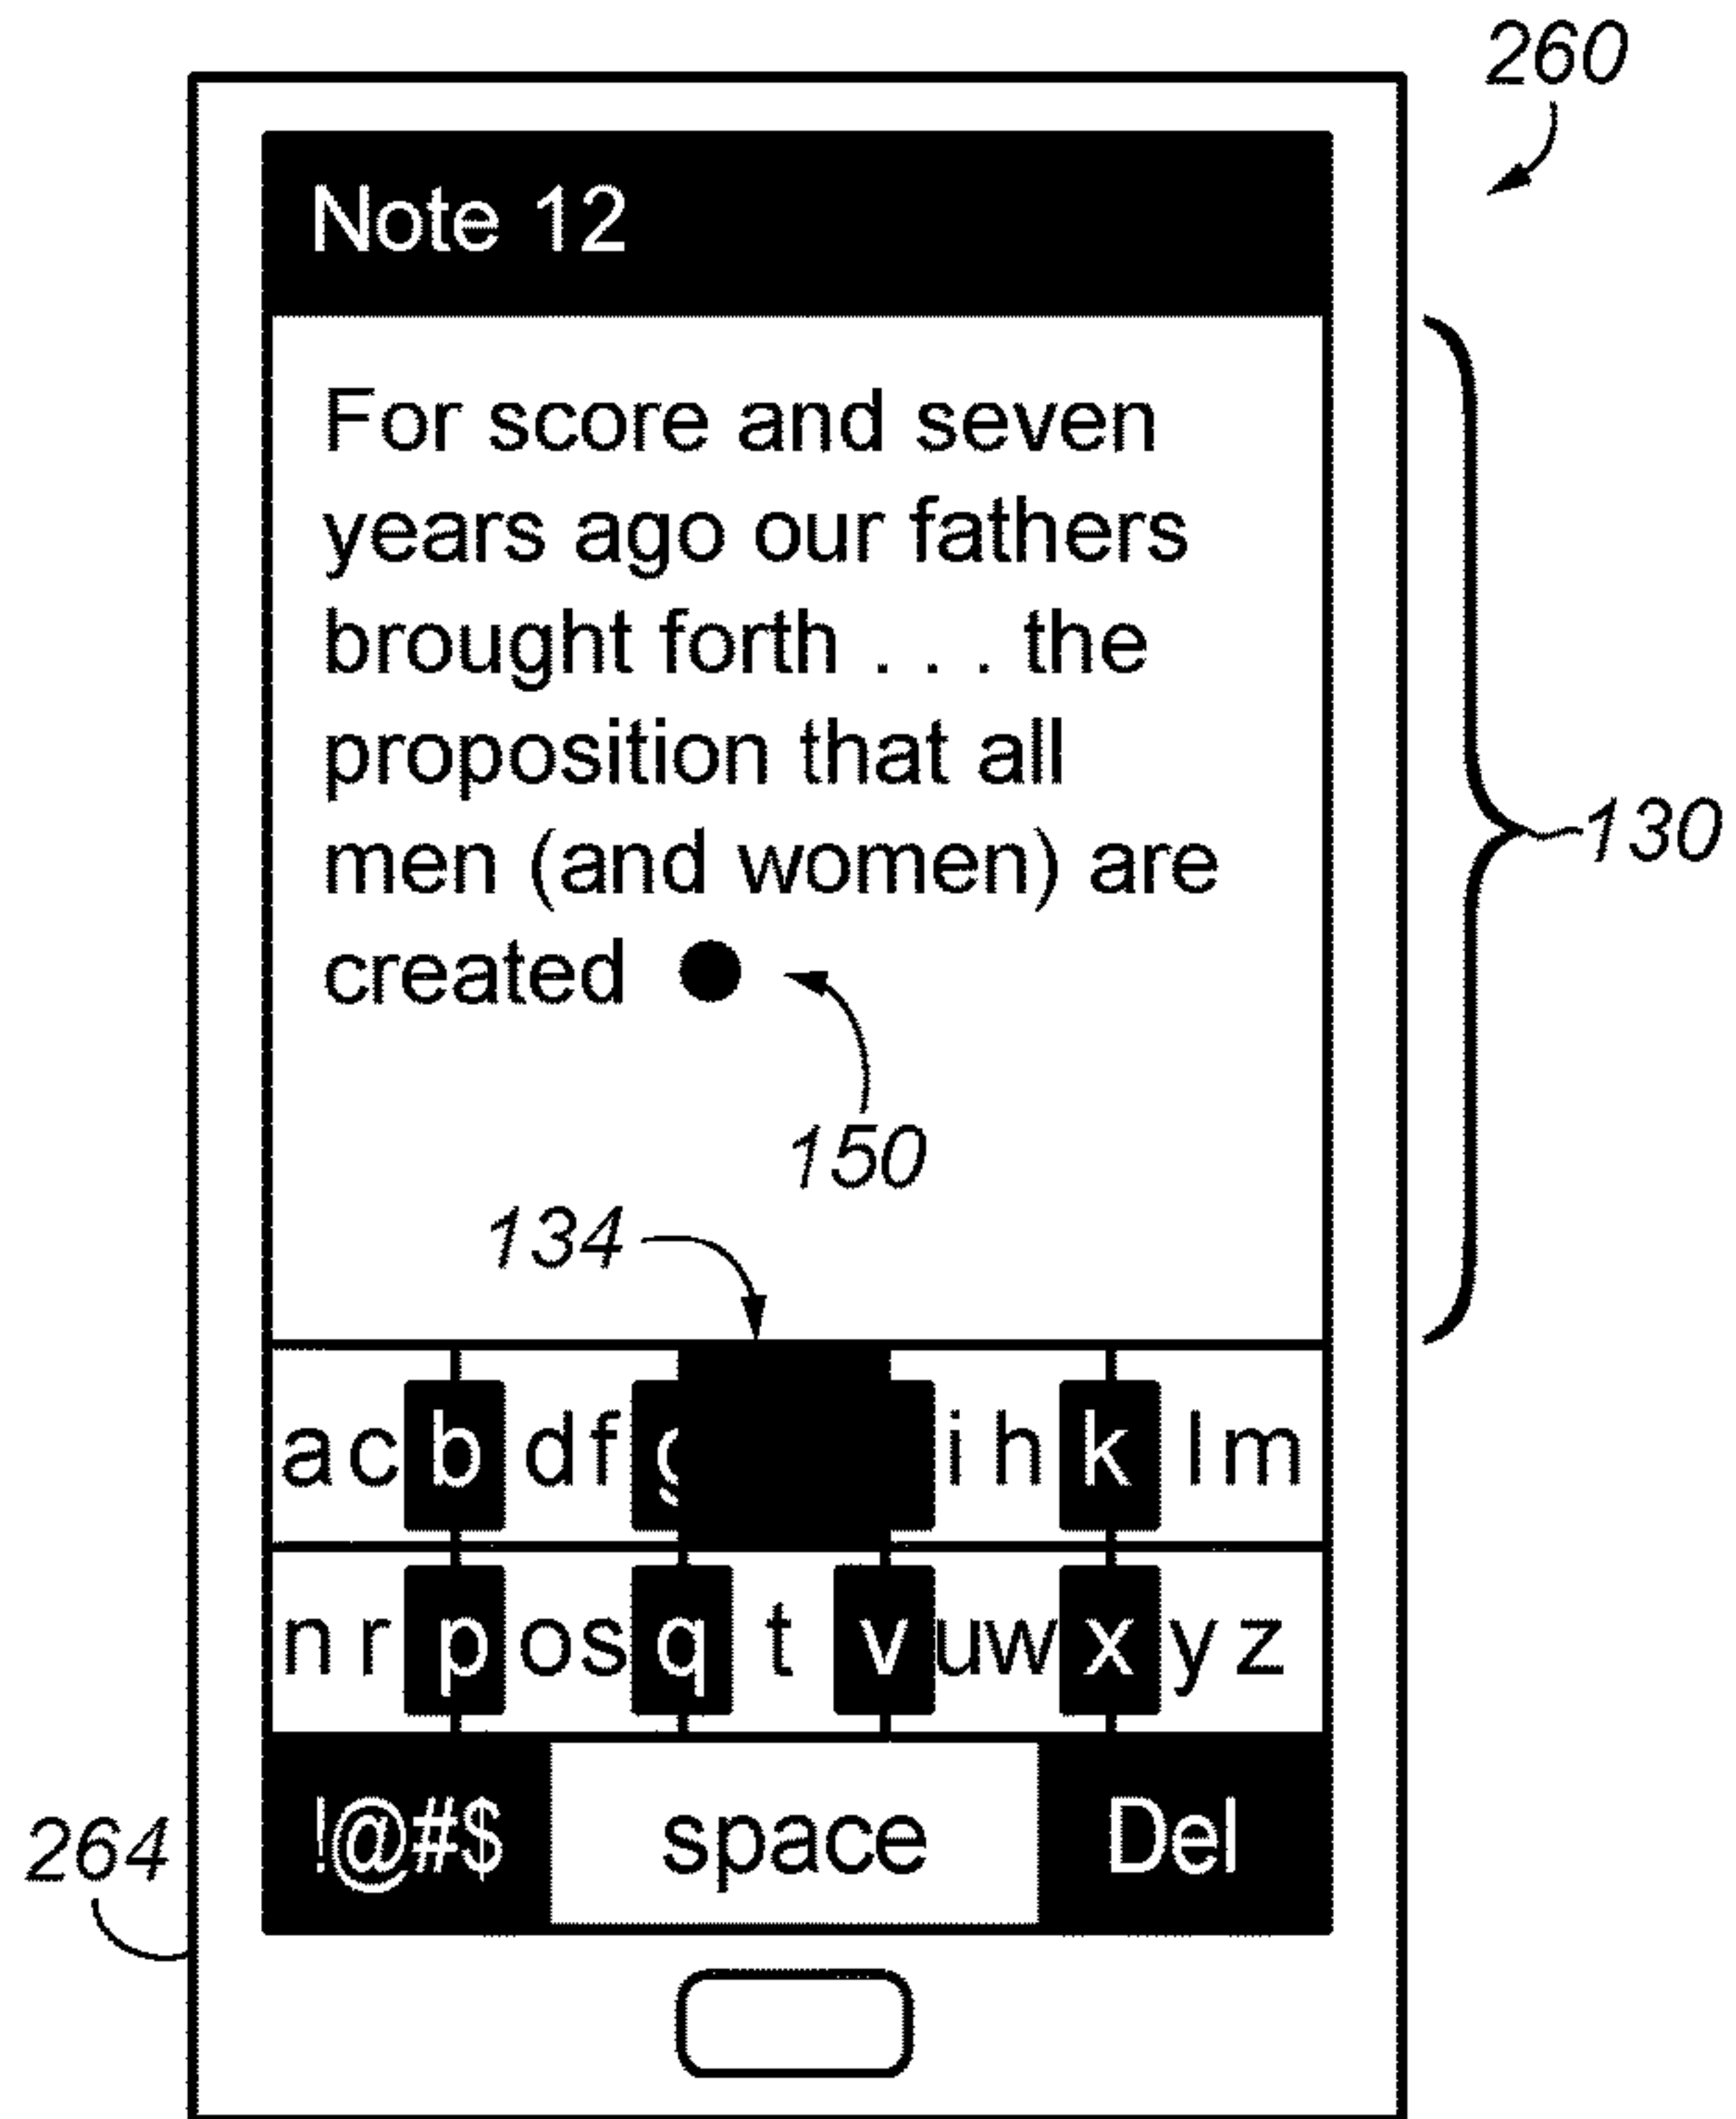 260
Note 12
For score and seven
years ago our fathers
brought forth . . . the
proposition that all
men (and women) are
created
130
150
134
a c b d f i h k l m
n r p o s q t v u w x y z
!@#$ space Del
264